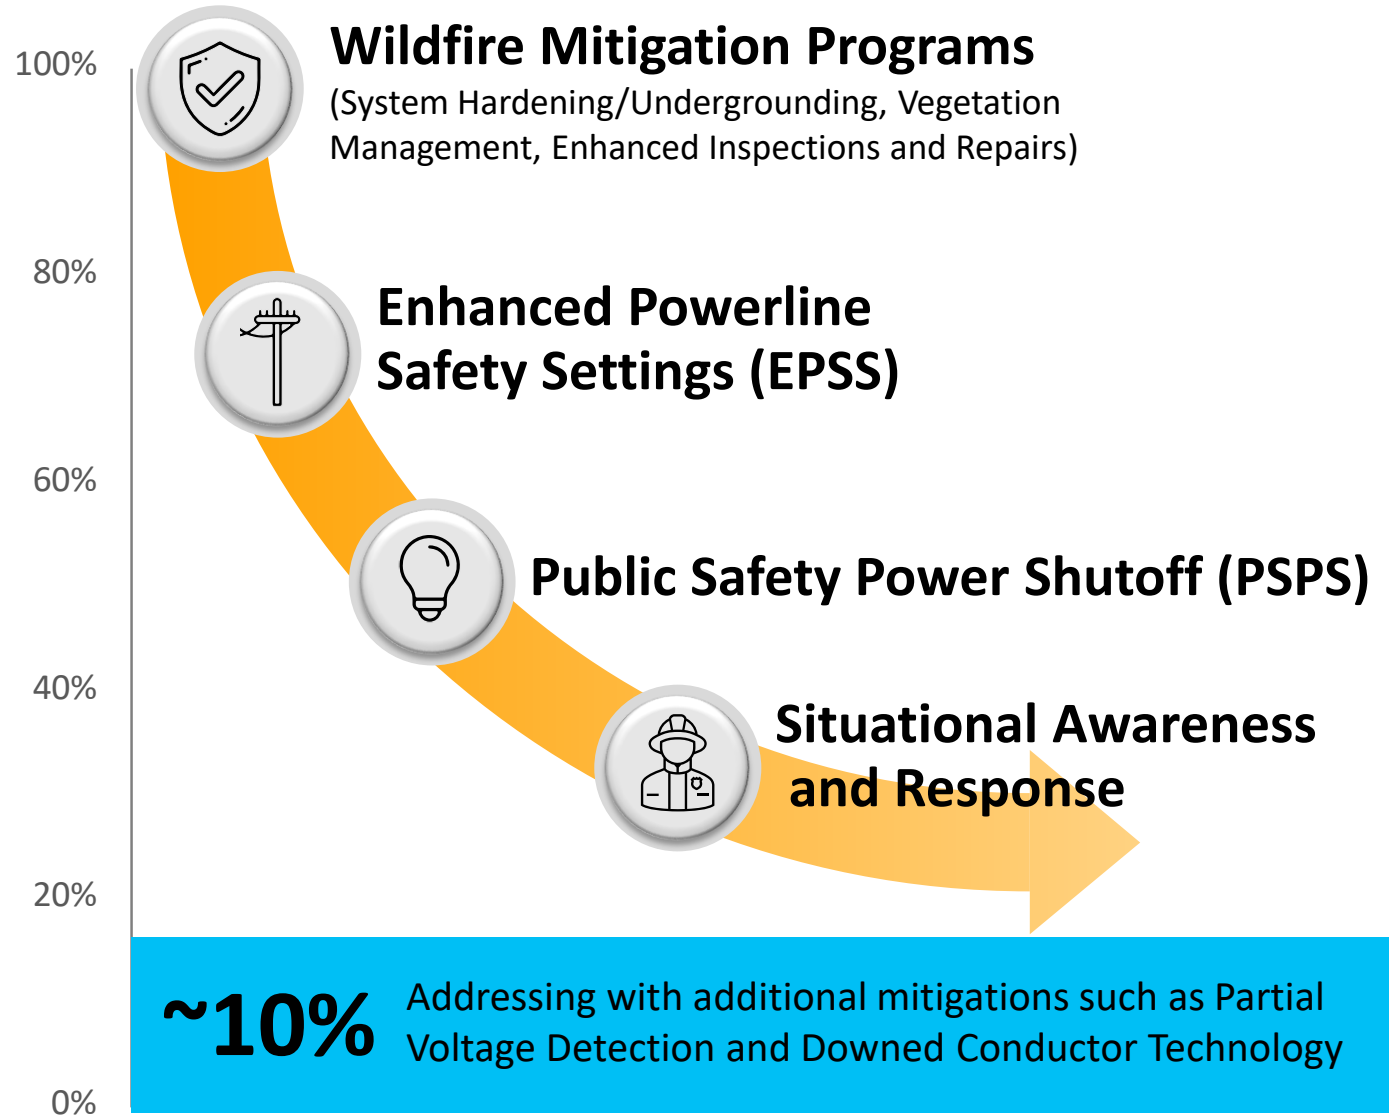 100%
Wildfire Mitigation Programs
(System Hardening/Undergrounding, Vegetation
Management, Enhanced Inspections and Repairs)
80%
Enhanced Powerline
Safety Settings (EPSS)
60%
Public Safety Power Shutoff (PSPS)
40%
Situational Awareness
and Response
20%
~10%
Addressing with additional mitigations such as Partial
Voltage Detection and Downed Conductor Technology
0%